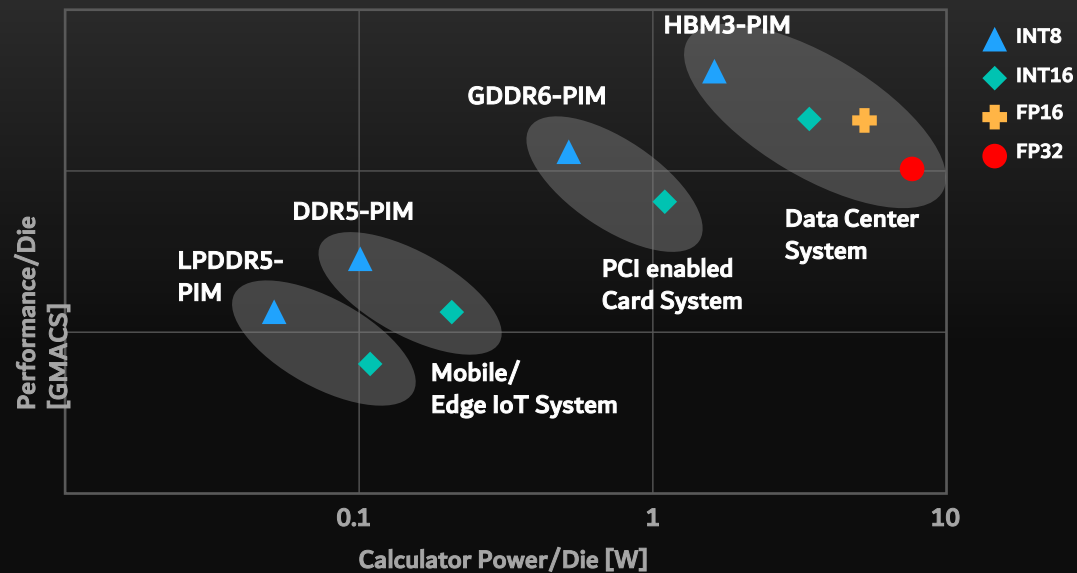 HBM3-PIM
INT8
INT16
FP16
FP32
GDDR6-PIM
DDR5-PIM
LPDDR5-
PIM
Data Center
System
PCI enabled
Card System
Mobile/
Edge IoT System
Performance/Die
[GMACS]
0.1
1
10
Calculator Power/Die [W]